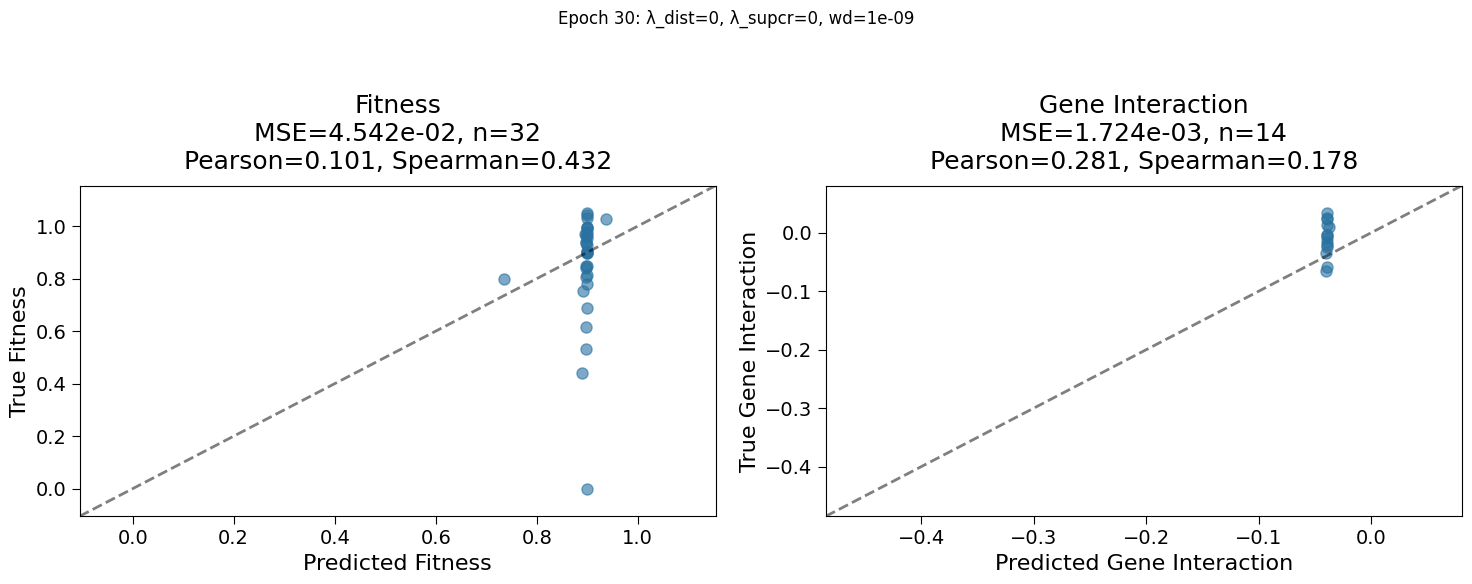 Epoch 30: λ_dist=0, λ_supcr=0, wd=1e-09
Fitness
MSE=4.542e-02, n=32
Pearson=0.101, Spearman=0.432
True Fitness
1.0
0.8
0.6
0.4
0.2
0.0
0.0 0.2 0.4 0.6 0.8 1.0
Predicted Fitness
Gene Interaction
MSE=1.724e-03, n=14
Pearson=0.281, Spearman=0.178
True Gene Interaction
0.0
−0.1
−0.2
−0.3
−0.4
−0.4 −0.3 −0.2 −0.1 0.0
Predicted Gene Interaction